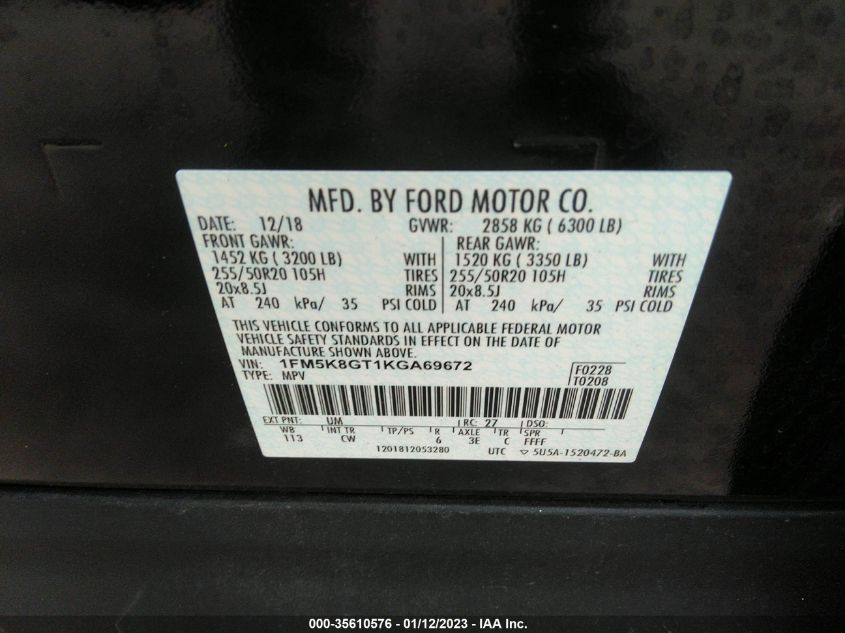 MFD. BY FORD MOTOR CO.
DATE: 12/18 GVWR: 2858 KG ( 6300 LB)
FRONT GAWR: REAR GAWR:
1452 KG ( 3200 LB) WITH 1520 KG ( 3350 LB) WITH
255/50R20 105H TIRES 255/50R20 105H TIRES
20x8.5J RIMS 20x8.5J RIMS
AT 240 kPa/ 35 PSI COLD AT 240 kPa/ 35 PSI COLD
THIS VEHICLE CONFORMS TO ALL APPLICABLE FEDERAL MOTOR
VEHICLE SAFETY STANDARDS IN EFFECT ON THE DATE OF
MANUFACTURE SHOWN ABOVE.
VIN: 1FM5K8GT1KGA69672 F0228
TYPE: MPV T0208
EXT PNT: UM RC: 27 DSO:
WB INT TR TP/PS R AXLE TR SPR
113 CW 6 3E C FFFF
1201812053280 UTC ▽ 5U5A-1520472-BA
000-35610576 - 01/12/2023 - IAA Inc.